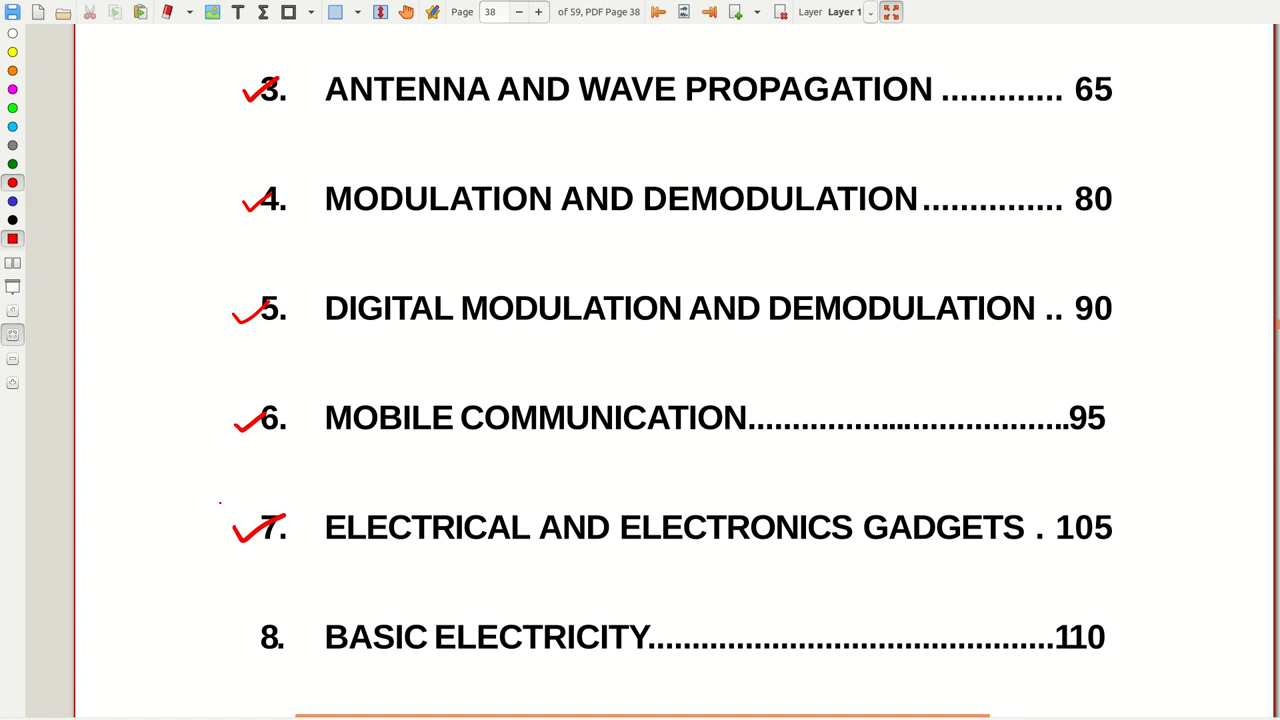 Page 38 of 59, PDF Page 38 Layer Layer 1
3. ANTENNA AND WAVE PROPAGATION ............. 65
4. MODULATION AND DEMODULATION............... 80
5. DIGITAL MODULATION AND DEMODULATION .. 90
6. MOBILE COMMUNICATION....................................95
7. ELECTRICAL AND ELECTRONICS GADGETS . 105
8. BASIC ELECTRICITY..............................................110